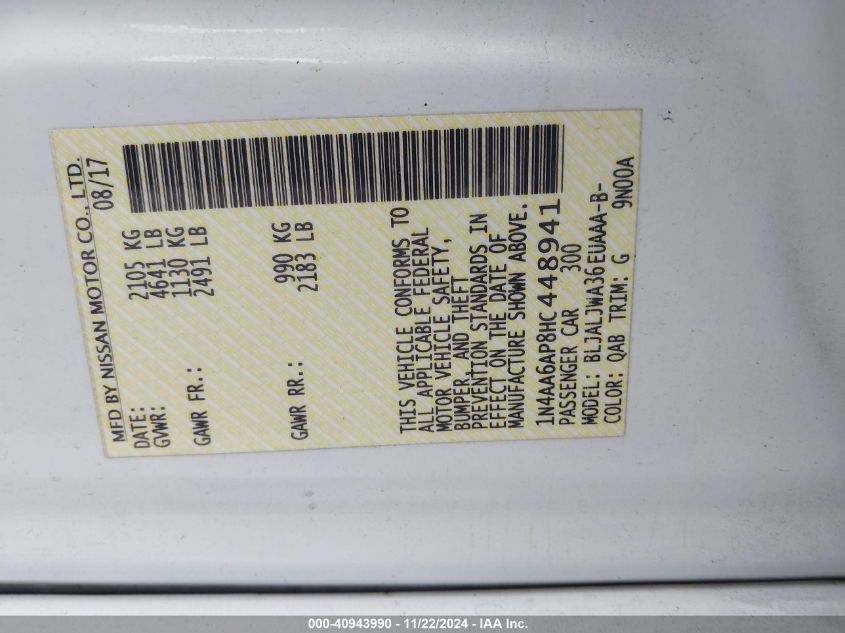 MFD BY NISSAN MOTOR CO., LTD.
DATE: 08/17
GVWR: 2105 KG
4641 LB
GAWR FR.: 1130 KG
2491 LB
GAWR RR.: 990 KG
2183 LB
THIS VEHICLE CONFORMS TO
ALL APPLICABLE FEDERAL
MOTOR VEHICLE SAFETY,
BUMPER, AND THEFT
PREVENTION STANDARDS IN
EFFECT ON THE DATE OF
MANUFACTURE SHOWN ABOVE.
1N4AA6AP8HC448941
PASSENGER CAR 300
MODEL: BLJALJWA36EUAAA-B-
COLOR: QAB TRIM: G 9N00A
000-40943990 - 11/22/2024 - IAA Inc.